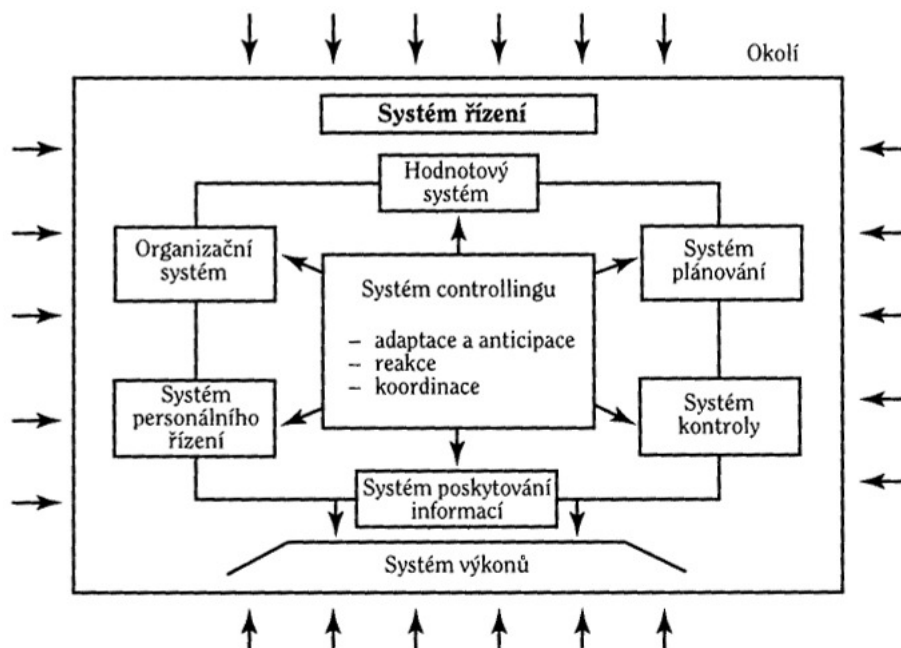 Okolí
Systém řízení
Hodnotový
systém
Organizační
systém
Systém
plánování
Systém controllingu
– adaptace a anticipace
– reakce
– koordinace
Systém
personálního
řízení
Systém
kontroly
Systém poskytování
informací
Systém výkonů